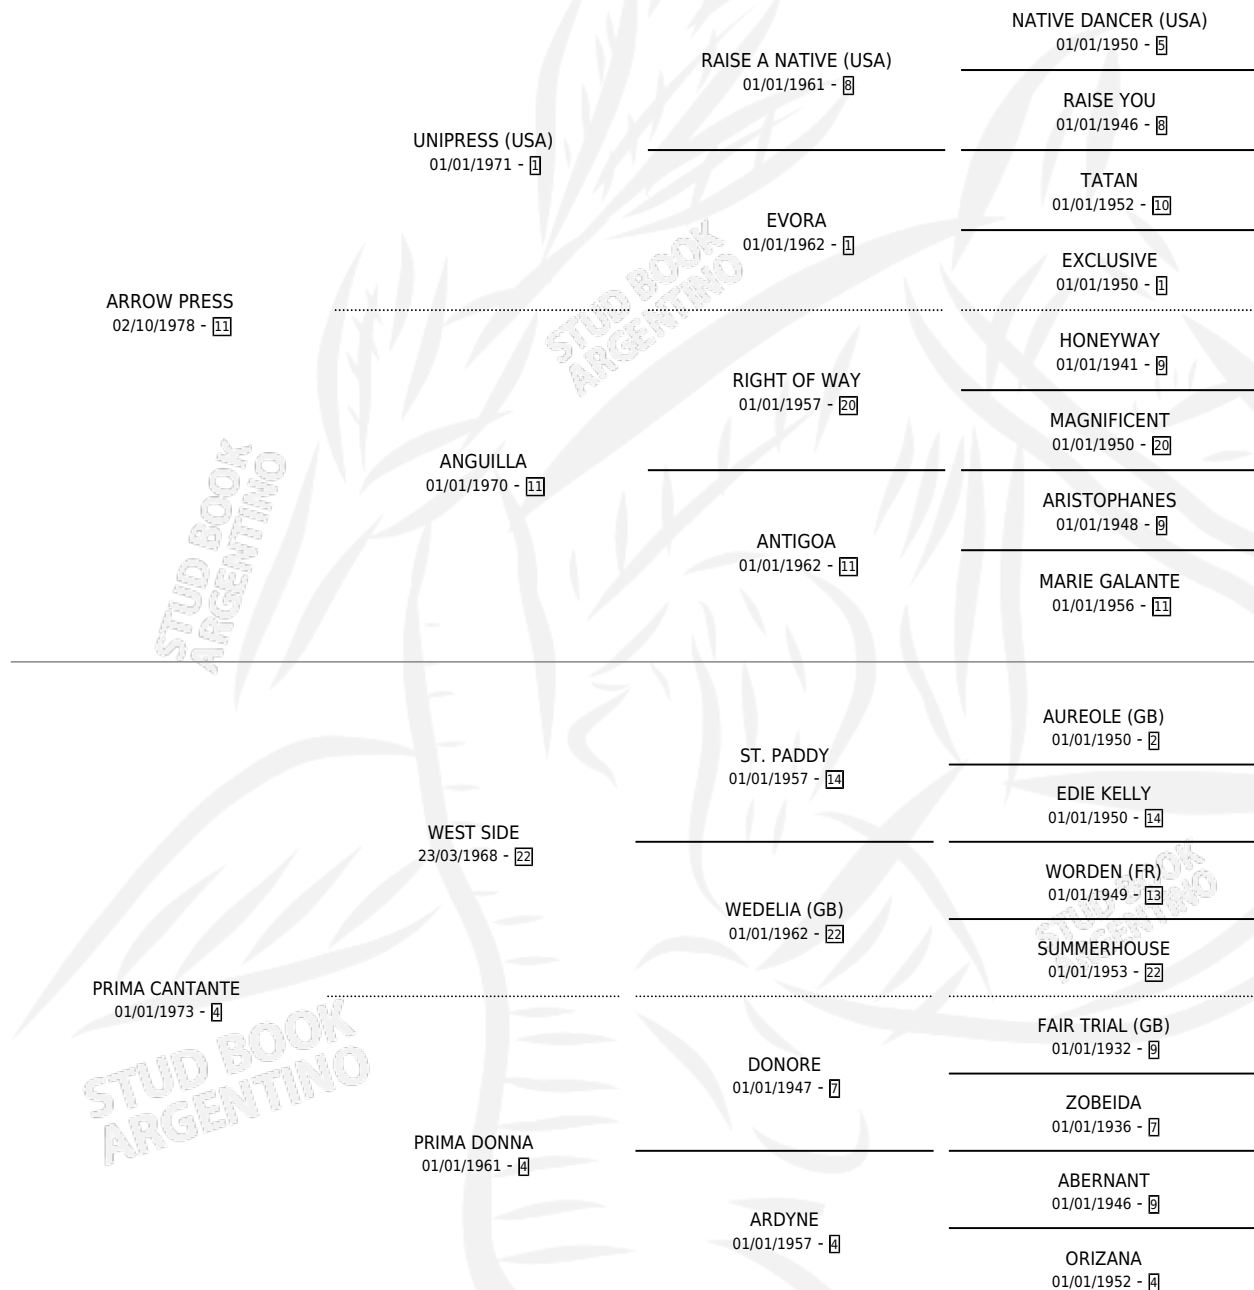 NATIVE DANCER (USA)
01/01/1950 - 5
RAISE A NATIVE (USA)
01/01/1961 - 8
RAISE YOU
01/01/1946 - 8
UNIPRESS (USA)
01/01/1971 - 1
TATAN
01/01/1952 - 10
EVORA
01/01/1962 - 1
EXCLUSIVE
01/01/1950 - 1
ARROW PRESS
02/10/1978 - 11
STUD BOOK
ARGENTINO
HONEYWAY
01/01/1941 - 9
RIGHT OF WAY
01/01/1957 - 20
MAGNIFICENT
01/01/1950 - 20
ANGUILLA
01/01/1970 - 11
ARISTOPHANES
01/01/1948 - 9
ANTIGOA
01/01/1962 - 11
MARIE GALANTE
01/01/1956 - 11
STUD BOOK
ARGENTINO
AUREOLE (GB)
01/01/1950 - 2
ST. PADDY
01/01/1957 - 14
EDIE KELLY
01/01/1950 - 14
WEST SIDE
23/03/1968 - 22
WORDEN (FR)
01/01/1949 - 13
STUD BOOK
ARGENTINO
WEDELIA (GB)
01/01/1962 - 22
SUMMERHOUSE
01/01/1953 - 22
PRIMA CANTANTE
01/01/1973 - 4
STUD BOOK
ARGENTINO
FAIR TRIAL (GB)
01/01/1932 - 9
DONORE
01/01/1947 - 7
ZOBEIDA
01/01/1936 - 7
PRIMA DONNA
01/01/1961 - 4
ABERNANT
01/01/1946 - 9
ARDYNE
01/01/1957 - 4
ORIZANA
01/01/1952 - 4